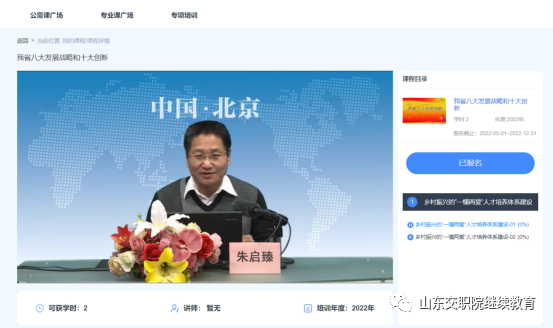 公需课广场 专业课广场 专项培训
返回 > 当前位置 我的课程/课程详情
我省八大发展战略和十大创新
中国·北京
朱启臻
可获学时：2 讲师： 暂无 培训年度：2022年
课程目录
我省八大发展战略和十大创
新
学时:2 年度:2022年
报名截止：2022-05-01-2022-12-31
已报名
1 乡村振兴的“一懂两爱”人才培养体系建设
乡村振兴的“一懂两爱”人才培养体系建设-01 (0%)
乡村振兴的“一懂两爱”人才培养体系建设-02 (0%)
山东交职院继续教育